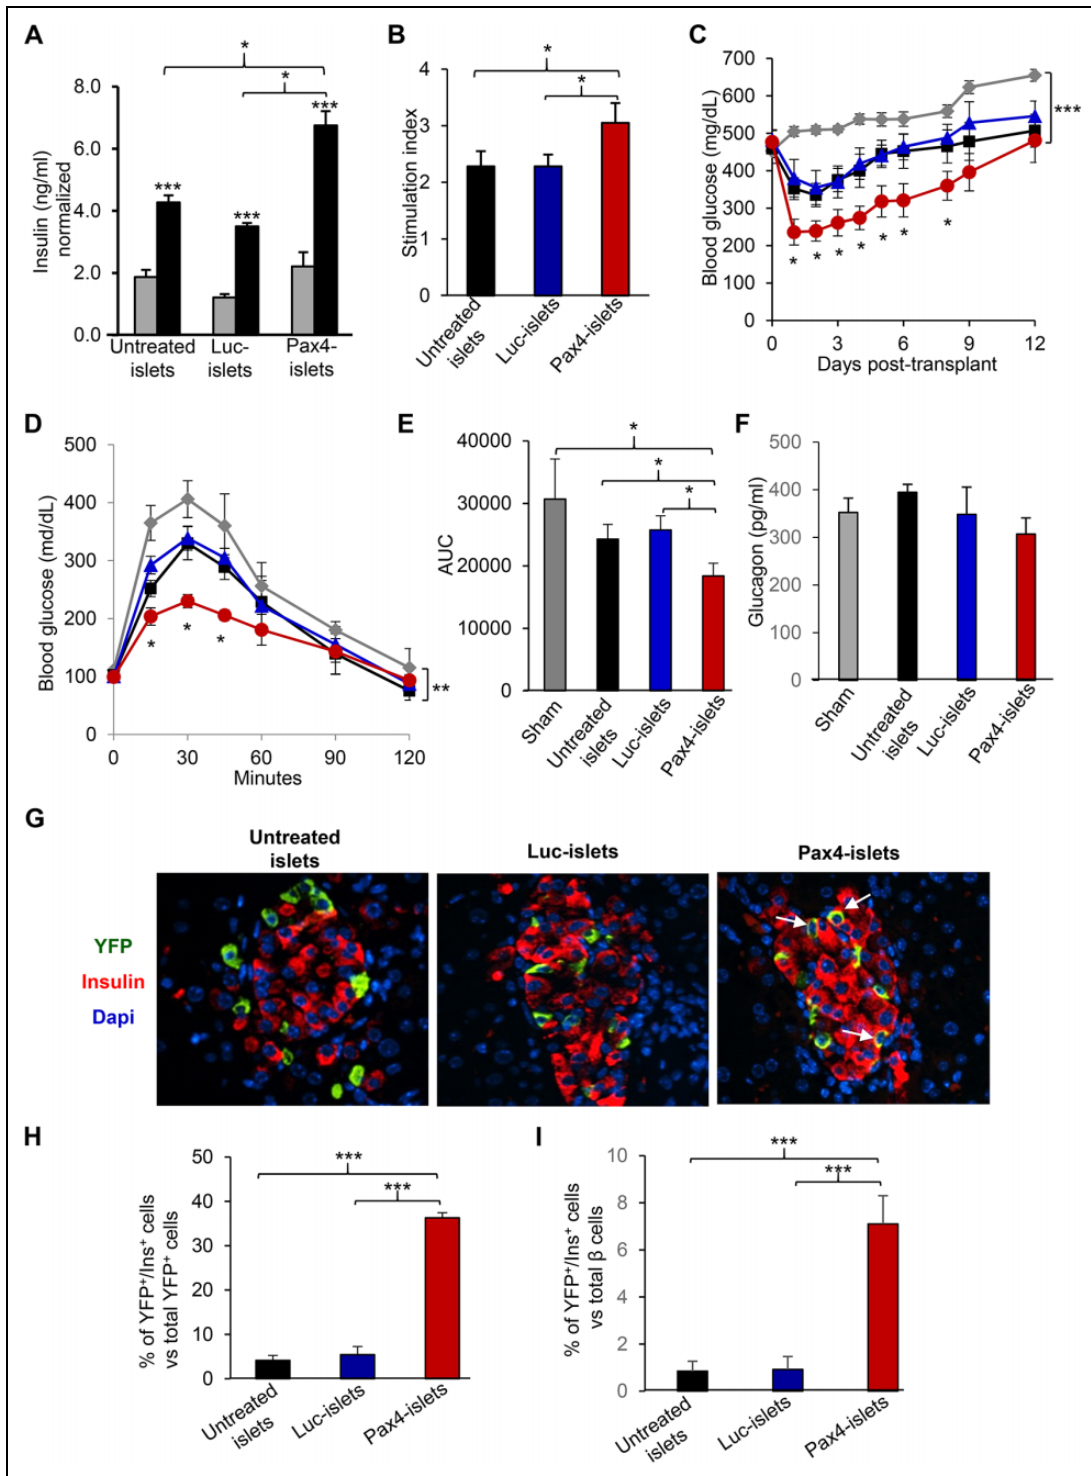 A
Insulin (ng/ml)
normalized
8.0
6.0
4.0
2.0
0.0
***
***
***
*
*
Untreated
islets
Luc-
islets
Pax4-
islets
B
Stimulation index
4
3
2
1
0
*
*
Untreated
islets
Luc-islets
Pax4-islets
C
Blood glucose (mg/dL)
700
600
500
400
300
200
100
0
***
* * * * * * *
0 3 6 9 12
Days post-transplant
D
Blood glucose (md/dL)
500
400
300
200
100
0
* * *
**
0 30 60 90 120
Minutes
E
AUC
40000
30000
20000
10000
0
*
*
*
Sham
Untreated
islets
Luc-islets
Pax4-islets
F
Glucagon (pg/ml)
500
400
300
200
100
0
Sham
Untreated
islets
Luc-islets
Pax4-islets
G
Untreated
islets
Luc-islets
Pax4-islets
YFP
Insulin
Dapi
H
% of YFP⁺/Ins⁺ cells
vs total YFP⁺ cells
50
40
30
20
10
0
***
***
Untreated
islets
Luc-islets
Pax4-islets
I
% of YFP⁺/Ins⁺ cells
vs total β cells
10
8
6
4
2
0
***
***
Untreated
islets
Luc-islets
Pax4-islets